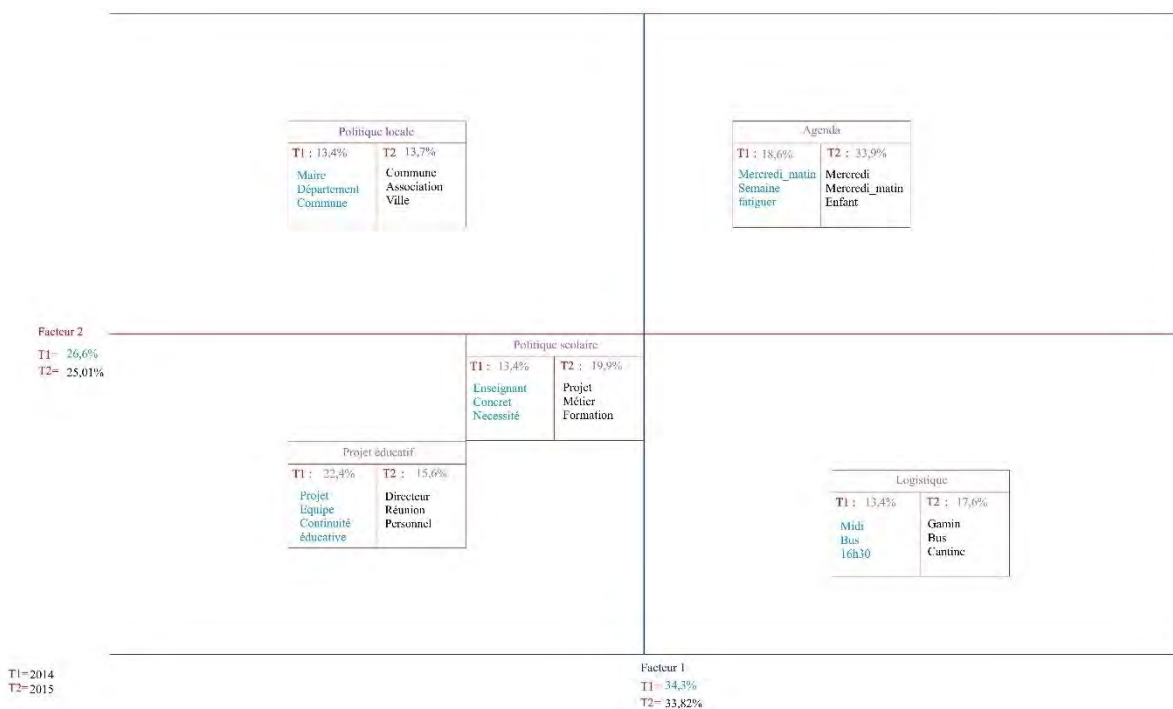 Politique locale
T1 : 13,4%
T2 13,7%
Maire
Département
Commune
Commune
Association
Ville
Agenda
T1 : 18,6%
T2 : 33,9%
Mercredi_matin
Semaine
fatiguer
Mercredi
Mercredi_matin
Enfant
Facteur 2
T1= 26,6%
T2= 25,01%
Politique scolaire
T1 : 13,4%
T2 : 19,9%
Enseignant
Concret
Necessité
Projet
Métier
Formation
Projet éducatif
T1 : 22,4%
T2 : 15,6%
Projet
Equipe
Continuité
éducative
Directeur
Réunion
Personnel
Logistique
T1 : 13,4%
T2 : 17,6%
Midi
Bus
16h30
Gamin
Bus
Cantine
T1=2014
T2=2015
Facteur 1
T1= 34,3%
T2= 33,82%